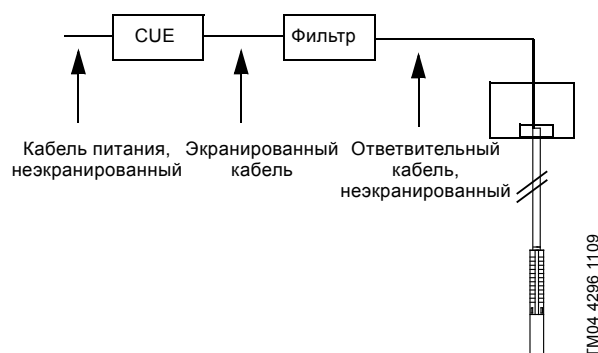 CUE
Фильтр
Кабель питания,
неэкранированный
Экранированный
кабель
Ответвительный
кабель,
неэкранированный
TM04 4296 1109